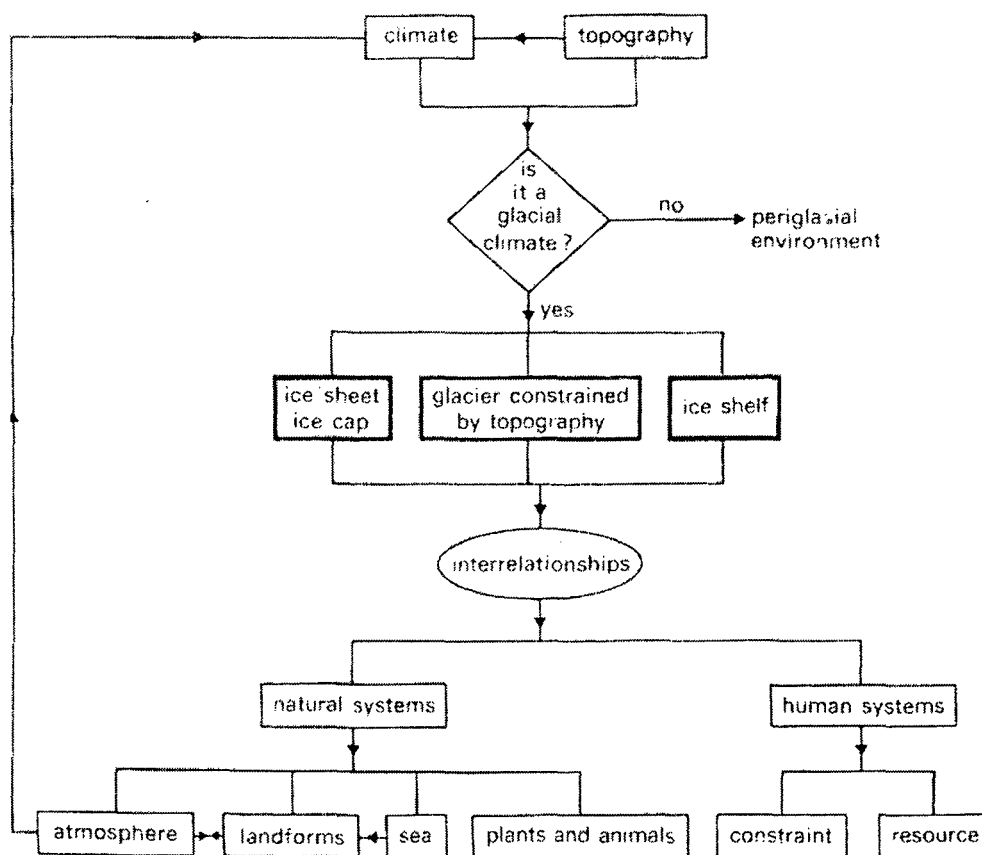 climate
topography
is
it a
glacial
climate?
no
periglacial
environment
yes
ice sheet
ice cap
glacier constrained
by topography
ice shelf
interrelationships
natural systems
human systems
atmosphere
landforms
sea
plants and animals
constraint
resource